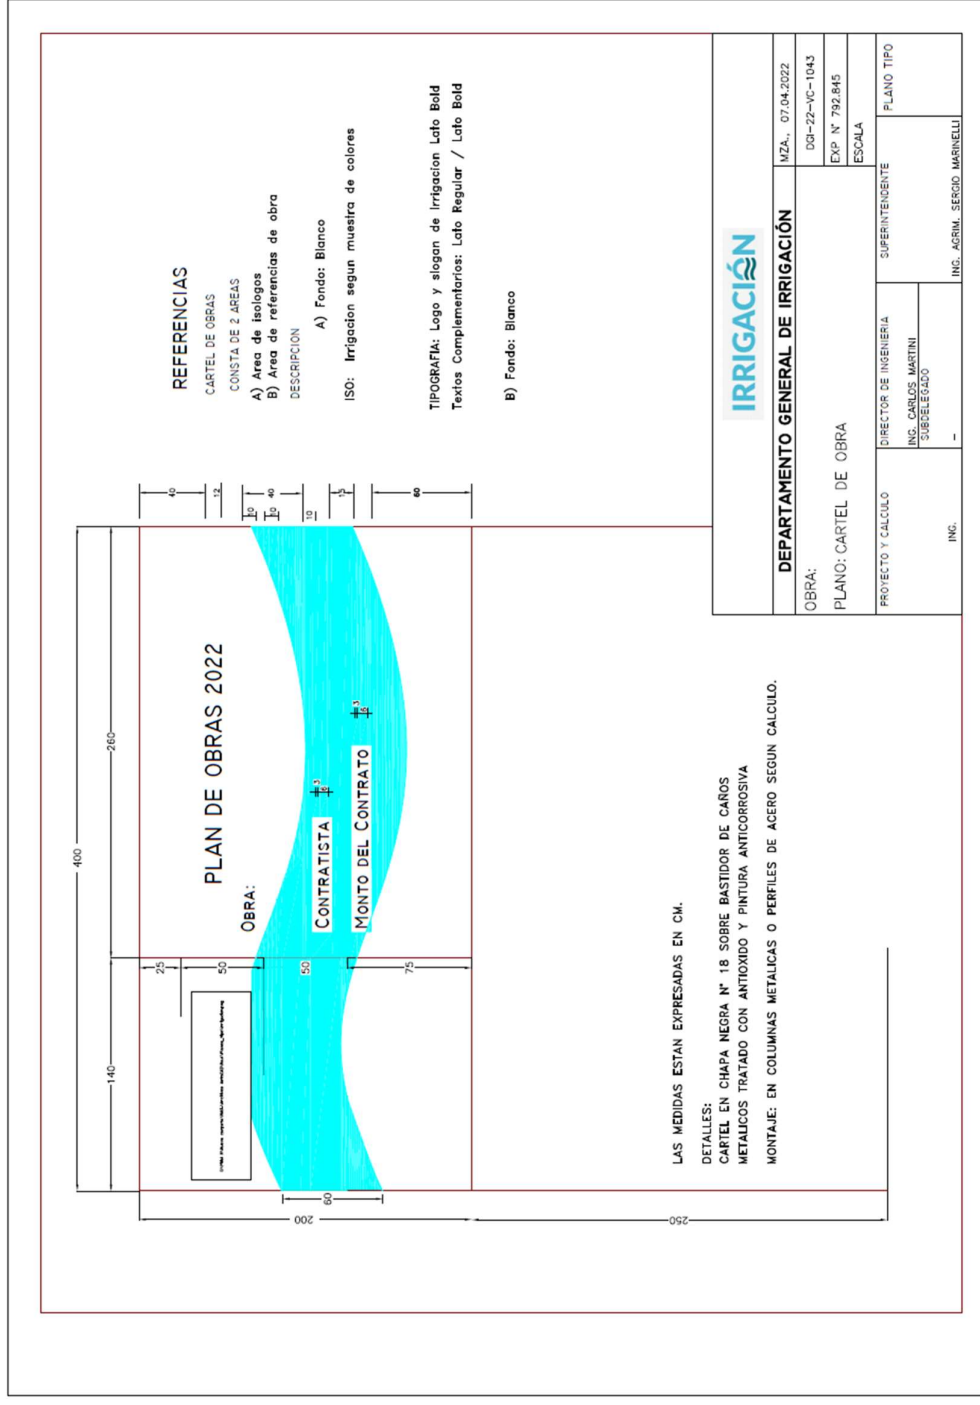 400
140
260
25
50
50
75
40
12
40
10
10
10
15
60
60
200
250
PLAN DE OBRAS 2022
OBRA:
CONTRATISTA
3
6
MONTO DEL CONTRATO
3
6
REFERENCIAS
CARTEL DE OBRAS
CONSTA DE 2 AREAS
A) Area de isologos
B) Area de referencias de obra
DESCRIPCION
A) Fondo: Blanco
ISO: Irrigacion segun muestra de colores
TIPOGRAFIA: Logo y slogan de Irrigacion Lato Bold
Textos Complementarios: Lato Regular / Lato Bold
B) Fondo: Blanco
LAS MEDIDAS ESTAN EXPRESADAS EN CM.
DETALLES:
CARTEL EN CHAPA NEGRA N° 18 SOBRE BASTIDOR DE CAÑOS
METALICOS TRATADO CON ANTIOXIDO Y PINTURA ANTICORROSIVA
MONTAJE: EN COLUMNAS METALICAS O PERFILES DE ACERO SEGUN CALCULO.
IRRIGACIÓN
DEPARTAMENTO GENERAL DE IRRIGACIÓN
MZA., 07.04.2022
OBRA:
DGI-22-VC-1043
PLANO: CARTEL DE OBRA
EXP N° 792.845
ESCALA
PROYECTO Y CALCULO
ING.
DIRECTOR DE INGENIERIA
ING. CARLOS MARTINI
SUBDELEGADO
-
SUPERINTENDENTE
ING. AGRIM. SERGIO MARINELLI
PLANO TIPO